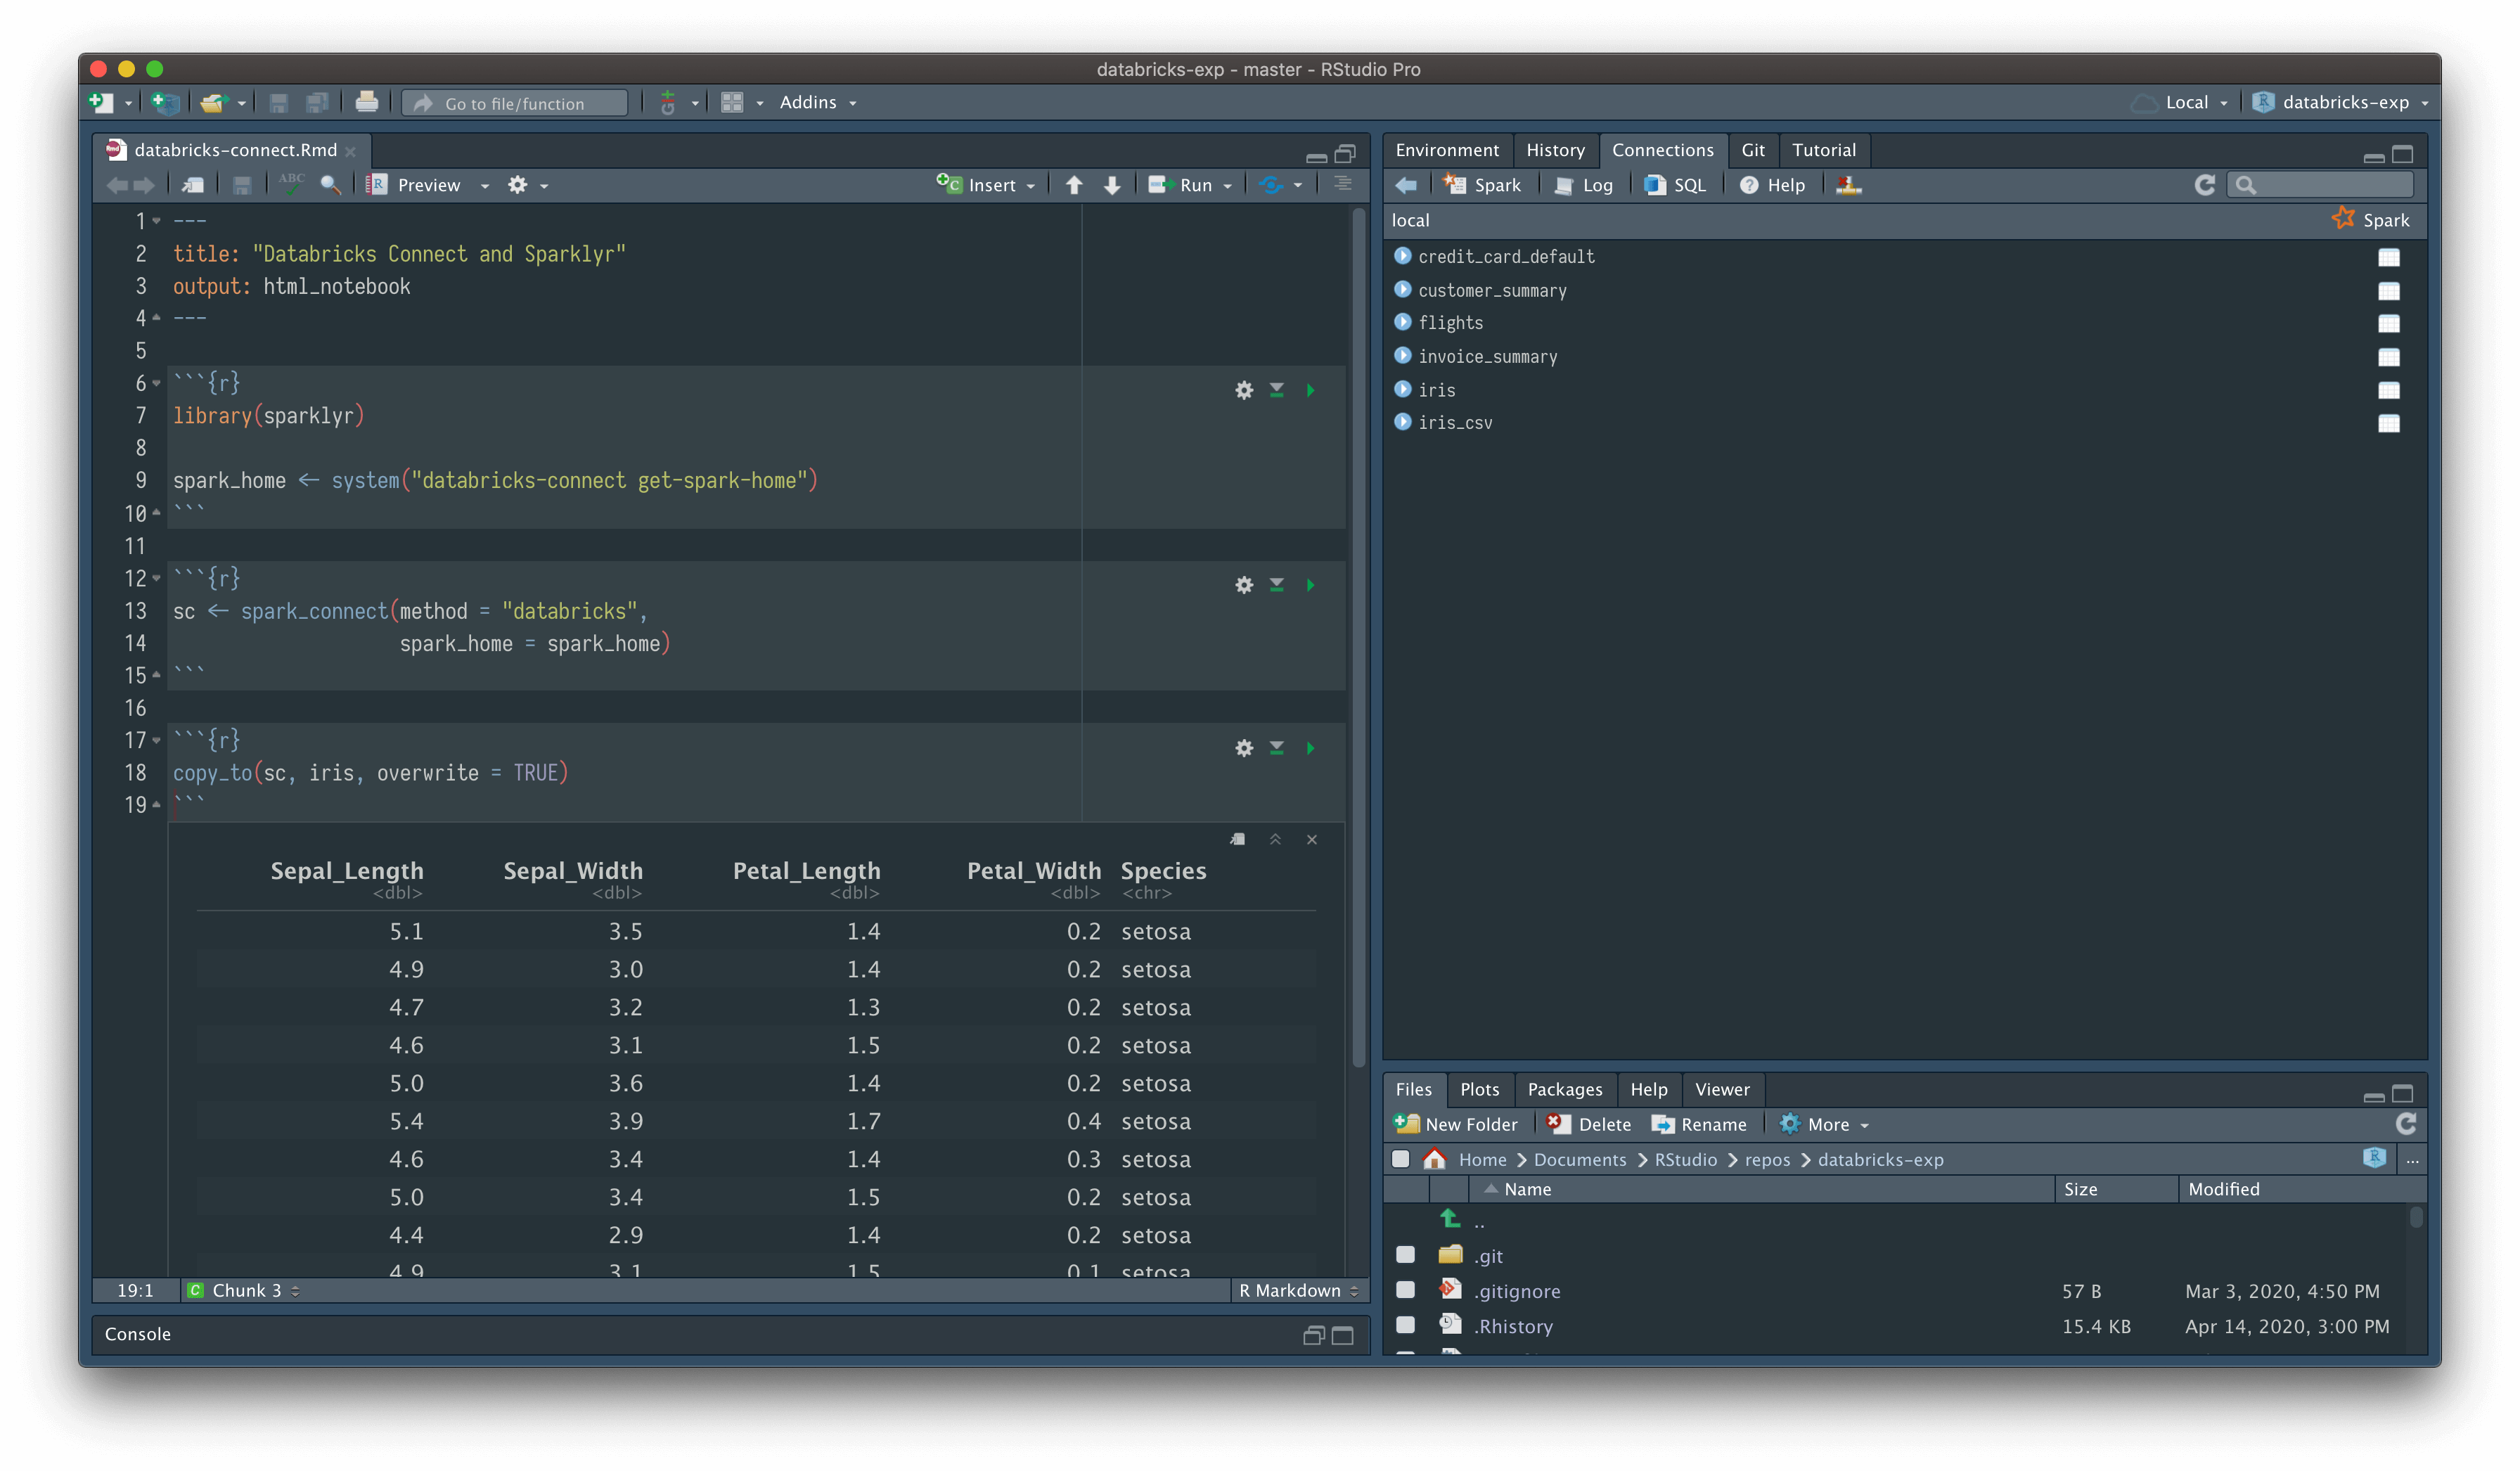 databricks-exp - master - RStudio Pro
Go to file/function
Addins
Local
databricks-exp
databricks-connect.Rmd
ABC
Preview
Insert
Run
1 ---
2 title: "Databricks Connect and Sparklyr"
3 output: html_notebook
4 ---
5
6 ```{r}
7 library(sparklyr)
8
9 spark_home <- system("databricks-connect get-spark-home")
10 ```
11
12 ```{r}
13 sc <- spark_connect(method = "databricks",
14 spark_home = spark_home)
15 ```
16
17 ```{r}
18 copy_to(sc, iris, overwrite = TRUE)
19 ```
Sepal_Length Sepal_Width Petal_Length Petal_Width Species
<dbl> <dbl> <dbl> <dbl> <chr>
5.1 3.5 1.4 0.2 setosa
4.9 3.0 1.4 0.2 setosa
4.7 3.2 1.3 0.2 setosa
4.6 3.1 1.5 0.2 setosa
5.0 3.6 1.4 0.2 setosa
5.4 3.9 1.7 0.4 setosa
4.6 3.4 1.4 0.3 setosa
5.0 3.4 1.5 0.2 setosa
4.4 2.9 1.4 0.2 setosa
4.9 3.1 1.5 0.1 setosa
19:1 C Chunk 3 R Markdown
Console
Environment History Connections Git Tutorial
Spark Log SQL Help
local Spark
credit_card_default
customer_summary
flights
invoice_summary
iris
iris_csv
Files Plots Packages Help Viewer
New Folder Delete Rename More
Home Documents RStudio repos databricks-exp R ...
Name Size Modified
..
.git
.gitignore 57 B Mar 3, 2020, 4:50 PM
.Rhistory 15.4 KB Apr 14, 2020, 3:00 PM